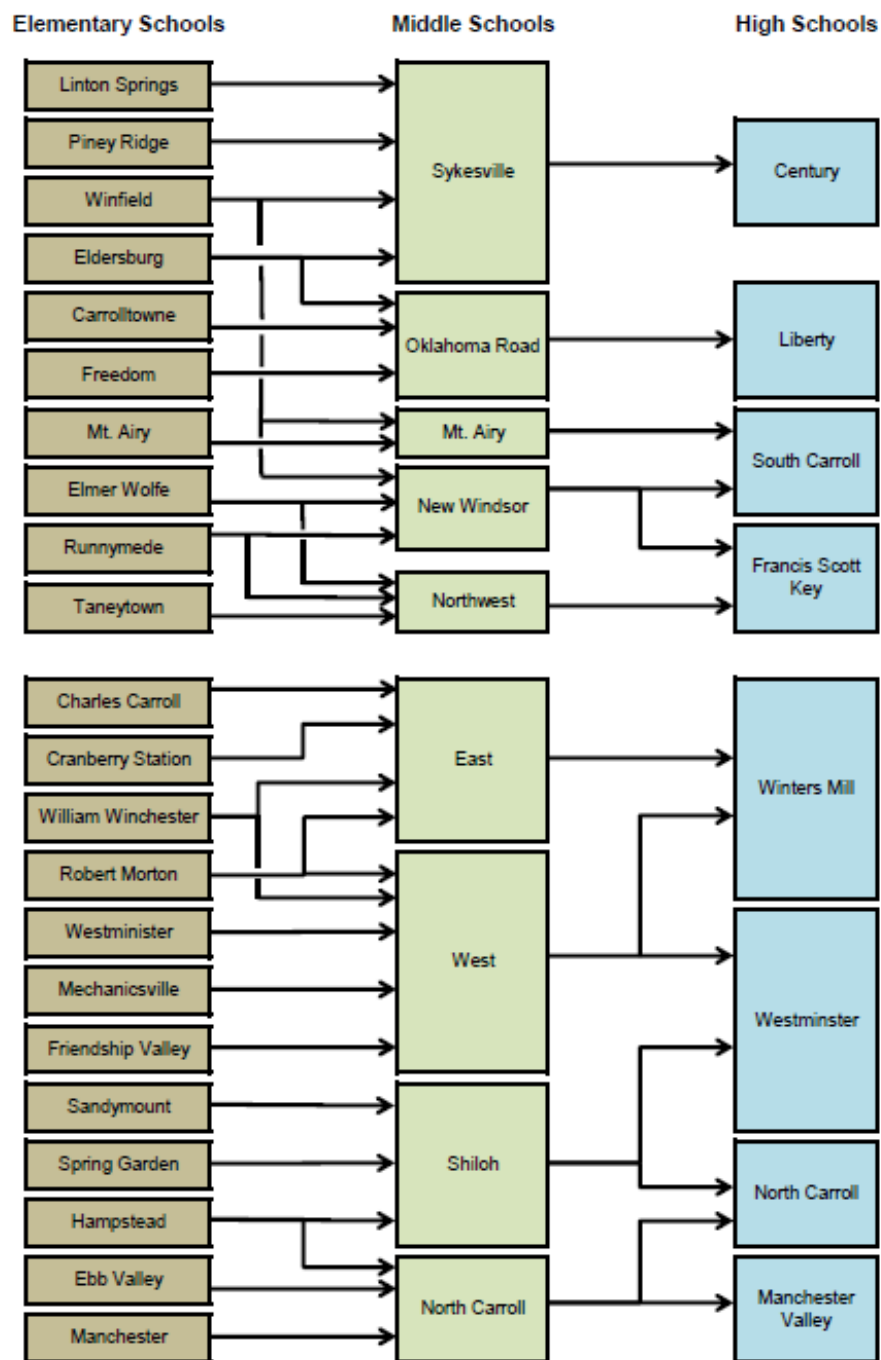 Elementary Schools
Middle Schools
High Schools
Linton Springs
Piney Ridge
Winfield
Eldersburg
Carrolltowne
Freedom
Mt. Airy
Elmer Wolfe
Runnymede
Taneytown
Sykesville
Oklahoma Road
Mt. Airy
New Windsor
Northwest
Century
Liberty
South Carroll
Francis Scott
Key
Charles Carroll
Cranberry Station
William Winchester
Robert Morton
Westminister
Mechanicsville
Friendship Valley
Sandymount
Spring Garden
Hampstead
Ebb Valley
Manchester
East
West
Shiloh
North Carroll
Winters Mill
Westminster
North Carroll
Manchester
Valley